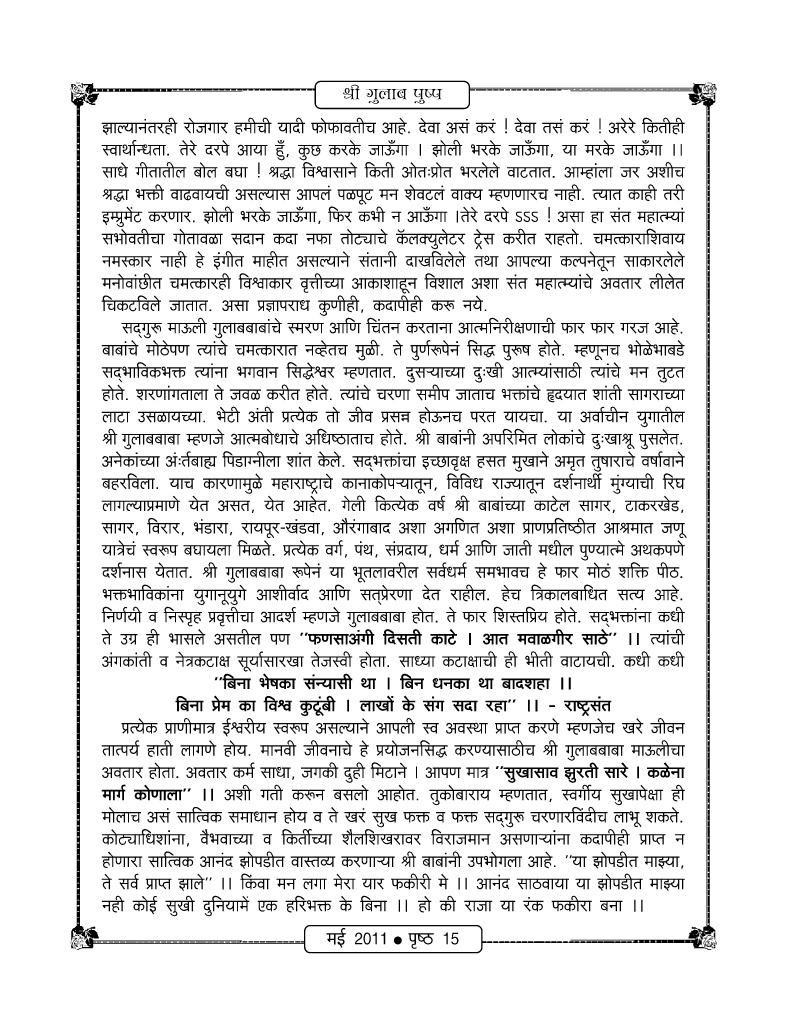 श्री गुलाब पुष्प
झाल्यानंतरही रोजगार हमीची यादी फोफावतीच आहे. देवा असं करं ! देवा तसं करं ! अरेरे कितीही
स्वार्थान्धता. तेरे दरपे आया हुँ, कुछ करके जाऊँगा । झोली भरके जाऊँगा, या मरके जाऊँगा ।।
साधे गीतातील बोल बघा ! श्रद्धा विश्वासाने किती ओतःप्रोत भरलेले वाटतात. आम्हांला जर अशीच
श्रद्धा भक्ती वाढवायची असल्यास आपलं पळपूट मन शेवटलं वाक्य म्हणणारच नाही. त्यात काही तरी
इम्प्रुमेंट करणार. झोली भरके जाऊँगा, फिर कभी न आऊँगा ।तेरे दरपे SSS ! असा हा संत महात्म्यां
सभोवतीचा गोतावळा सदान कदा नफा तोट्याचे कॅलक्युलेटर ट्रेस करीत राहतो. चमत्काराशिवाय
नमस्कार नाही हे इंगीत माहीत असल्याने संतानी दाखविलेले तथा आपल्या कल्पनेतून साकारलेले
मनोवांछीत चमत्कारही विश्वाकार वृत्तीच्या आकाशाहून विशाल अशा संत महात्म्यांचे अवतार लीलेत
चिकटविले जातात. असा प्रज्ञापराध कुणीही, कदापीही करू नये.
सद्‌गुरू माऊली गुलाबबाबांचे स्मरण आणि चिंतन करताना आत्मनिरीक्षणाची फार फार गरज आहे.
बाबांचे मोठेपण त्यांचे चमत्कारात नव्हेतच मुळी. ते पुर्णरूपेनं सिद्ध पुरूष होते. म्हणूनच भोळेभाबडे
सद्‌भाविकभक्त त्यांना भगवान सिद्धेश्वर म्हणतात. दुसऱ्याच्या दुःखी आत्म्यांसाठी त्यांचे मन तुटत
होते. शरणांगताला ते जवळ करीत होते. त्यांचे चरणा समीप जाताच भक्तांचे हृदयात शांती सागराच्या
लाटा उसळायच्या. भेटी अंती प्रत्येक तो जीव प्रसन्न होऊनच परत यायचा. या अर्वाचीन युगातील
श्री गुलाबबाबा म्हणजे आत्मबोधाचे अधिष्ठाताच होते. श्री बाबांनी अपरिमित लोकांचे दुःखाश्रू पुसलेत.
अनेकांच्या अंःर्तबाह्य पिडाग्नीला शांत केले. सद्‌भक्तांचा इच्छावृक्ष हसत मुखाने अमृत तुषाराचे वर्षावाने
बहरविला. याच कारणामुळे महाराष्ट्राचे कानाकोपऱ्यातून, विविध राज्यातून दर्शनार्थी मुंग्याची रिघ
लागल्याप्रमाणे येत असत, येत आहेत. गेली कित्येक वर्ष श्री बाबांच्या काटेल सागर, टाकरखेड,
सागर, विरार, भंडारा, रायपूर-खंडवा, औरंगाबाद अशा अगणित अशा प्राणप्रतिष्ठीत आश्रमात जणू
यात्रेचं स्वरूप बघायला मिळते. प्रत्येक वर्ग, पंथ, संप्रदाय, धर्म आणि जाती मधील पुण्यात्मे अथकपणे
दर्शनास येतात. श्री गुलाबबाबा रूपेनं या भूतलावरील सर्वधर्म समभावच हे फार मोठं शक्ति पीठ.
भक्तभाविकांना युगानूयुगे आशीर्वाद आणि सत्‌प्रेरणा देत राहील. हेच त्रिकालबाधित सत्य आहे.
निर्णयी व निस्पृह प्रवृत्तीचा आदर्श म्हणजे गुलाबबाबा होत. ते फार शिस्तप्रिय होते. सद्‌भक्तांना कधी
ते उग्र ही भासले असतील पण ‘‘फणसाअंगी दिसती काटे । आत मवाळगीर साठे’’ ।। त्यांची
अंगकांती व नेत्रकटाक्ष सूर्यासारखा तेजस्वी होता. साध्या कटाक्षाची ही भीती वाटायची. कधी कधी
‘‘बिना भेषका संन्यासी था । बिन धनका था बादशहा ।।
बिना प्रेम का विश्व कुटूंबी । लाखों के संग सदा रहा’’ ।। - राष्ट्रसंत
प्रत्येक प्राणीमात्र ईश्वरीय स्वरूप असल्याने आपली स्व अवस्था प्राप्त करणे म्हणजेच खरे जीवन
तात्पर्य हाती लागणे होय. मानवी जीवनाचे हे प्रयोजनसिद्ध करण्यासाठीच श्री गुलाबबाबा माऊलीचा
अवतार होता. अवतार कर्म साधा, जगकी दुही मिटाने । आपण मात्र ‘‘सुखासाव झुरती सारे । कळेना
मार्ग कोणाला’’ ।। अशी गती करून बसलो आहोत. तुकोबाराय म्हणतात, स्वर्गीय सुखापेक्षा ही
मोलाच असं सात्विक समाधान होय व ते खरं सुख फक्त व फक्त सद्‌गुरू चरणारविंदीच लाभू शकते.
कोट्याधिशांना, वैभवाच्या व किर्तीच्या शैलशिखरावर विराजमान असणाऱ्यांना कदापीही प्राप्त न
होणारा सात्विक आनंद झोपडीत वास्तव्य करणाऱ्या श्री बाबांनी उपभोगला आहे. ‘‘या झोपडीत माझ्या,
ते सर्व प्राप्त झाले’’ ।। किंवा मन लगा मेरा यार फकीरी मे ।। आनंद साठवाया या झोपडीत माझ्या
नही कोई सुखी दुनियामें एक हरिभक्त के बिना ।। हो की राजा या रंक फकीरा बना ।।
मई 2011 ● पृष्ठ 15